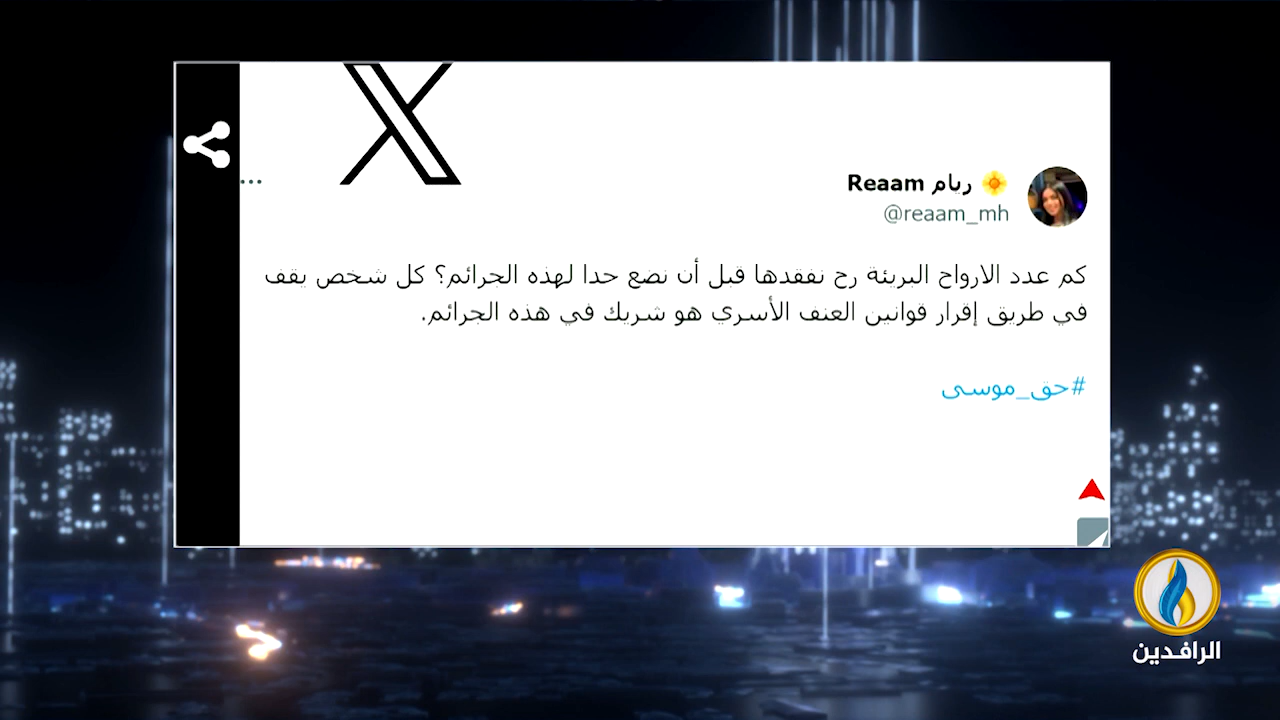 ريام Reaam
@reaam_mh
كم عدد الارواح البريئة رح نفقدها قبل أن نضع حدا لهذه الجرائم؟ كل شخص يقف
في طريق إقرار قوانين العنف الأسري هو شريك في هذه الجرائم.
#حق_موسى
الرافدين